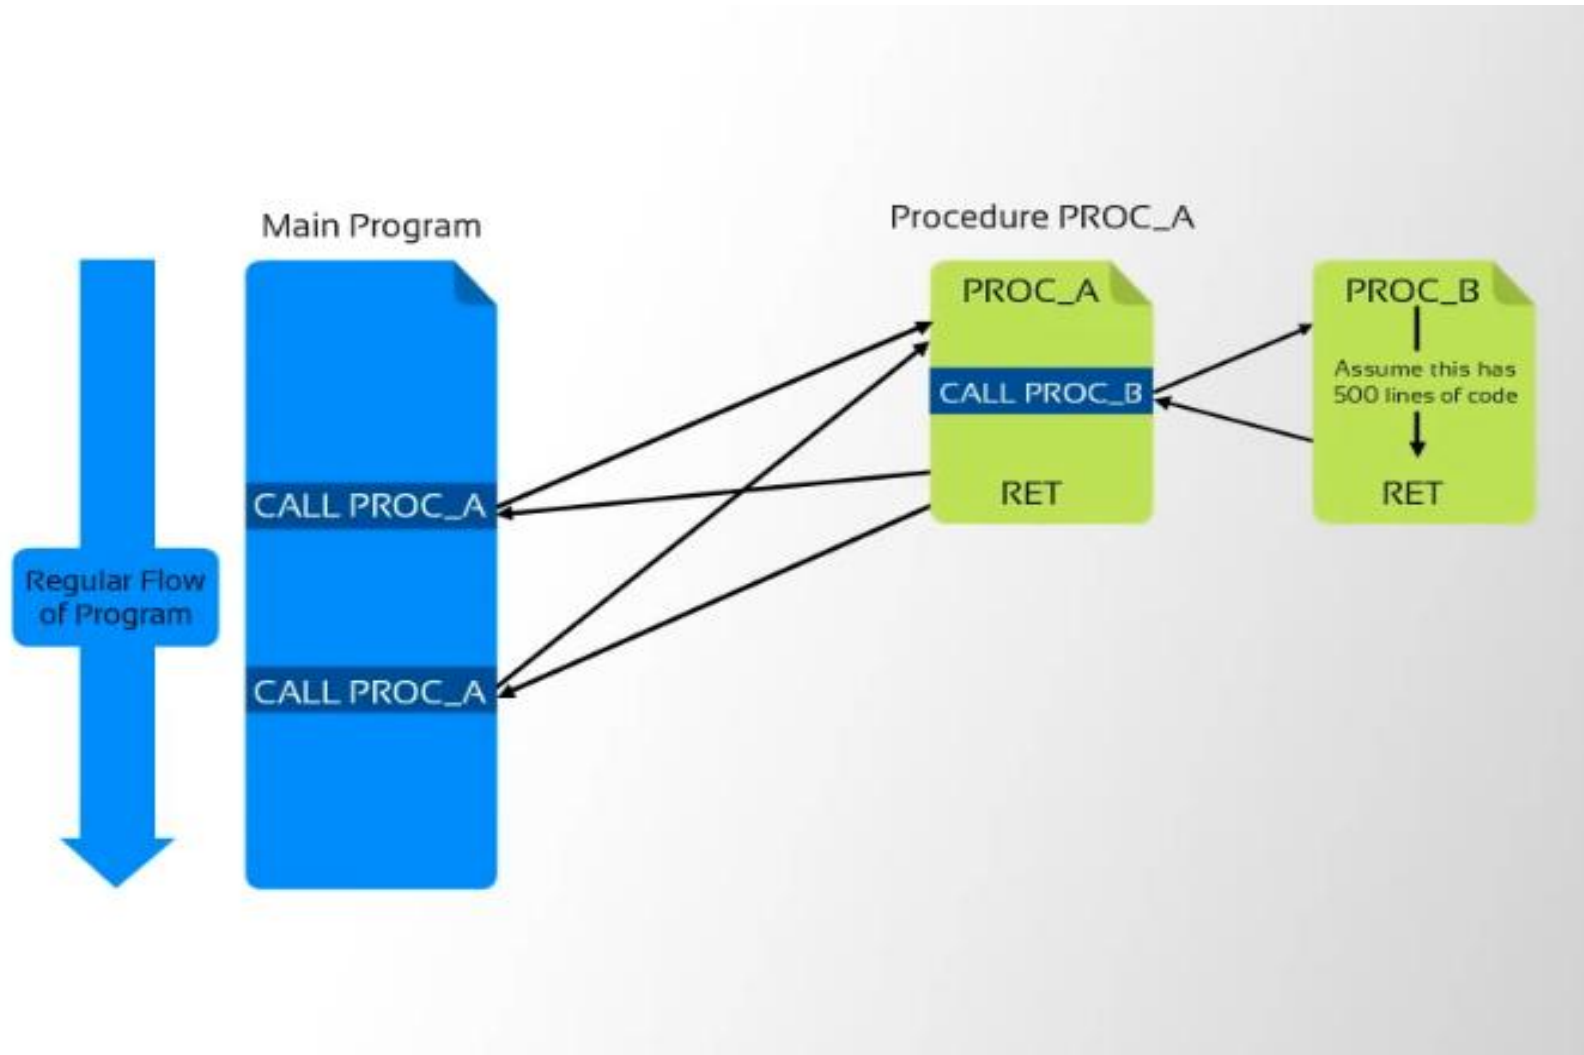 Main Program
Procedure PROC_A
PROC_A
PROC_B
Assume this has
500 lines of code
CALL PROC_B
RET
RET
CALL PROC_A
Regular Flow
of Program
CALL PROC_A